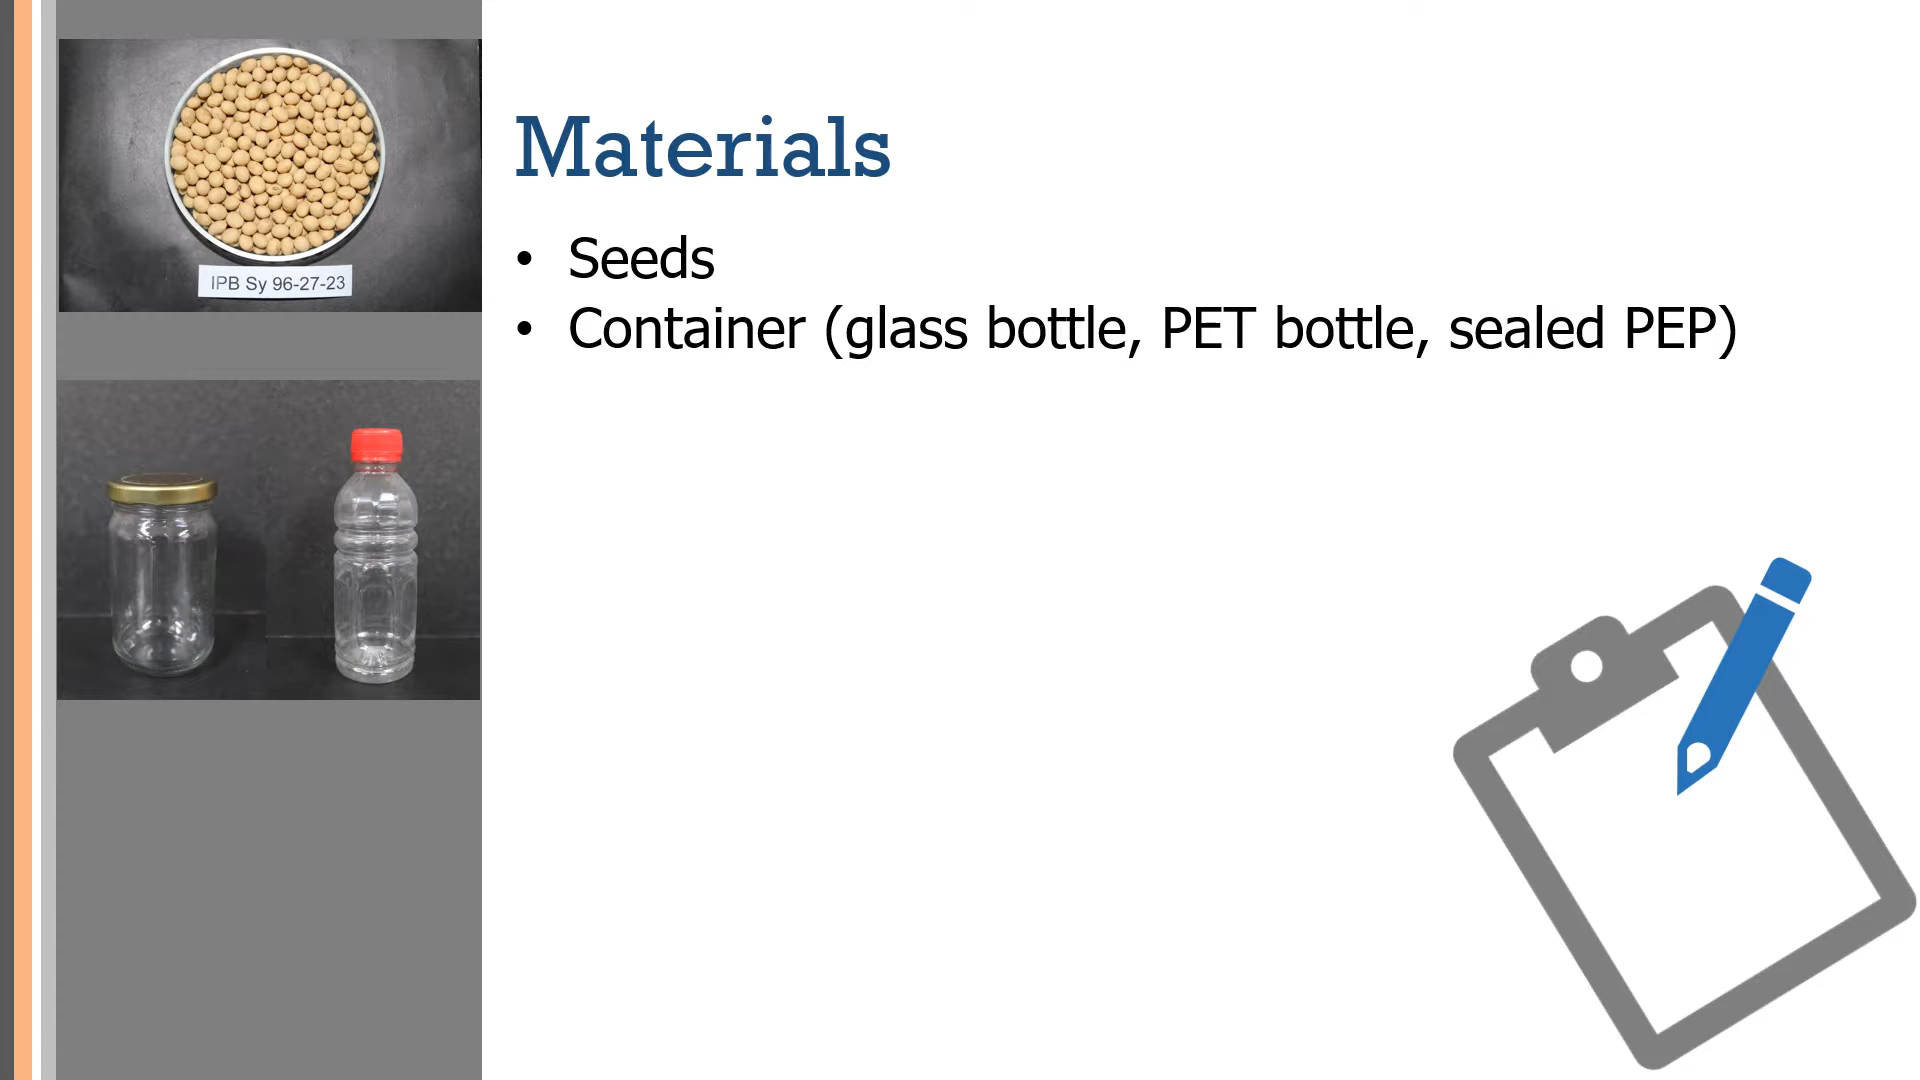 IPB Sy 96-27-23
Materials
• Seeds
• Container (glass bottle, PET bottle, sealed PEP)